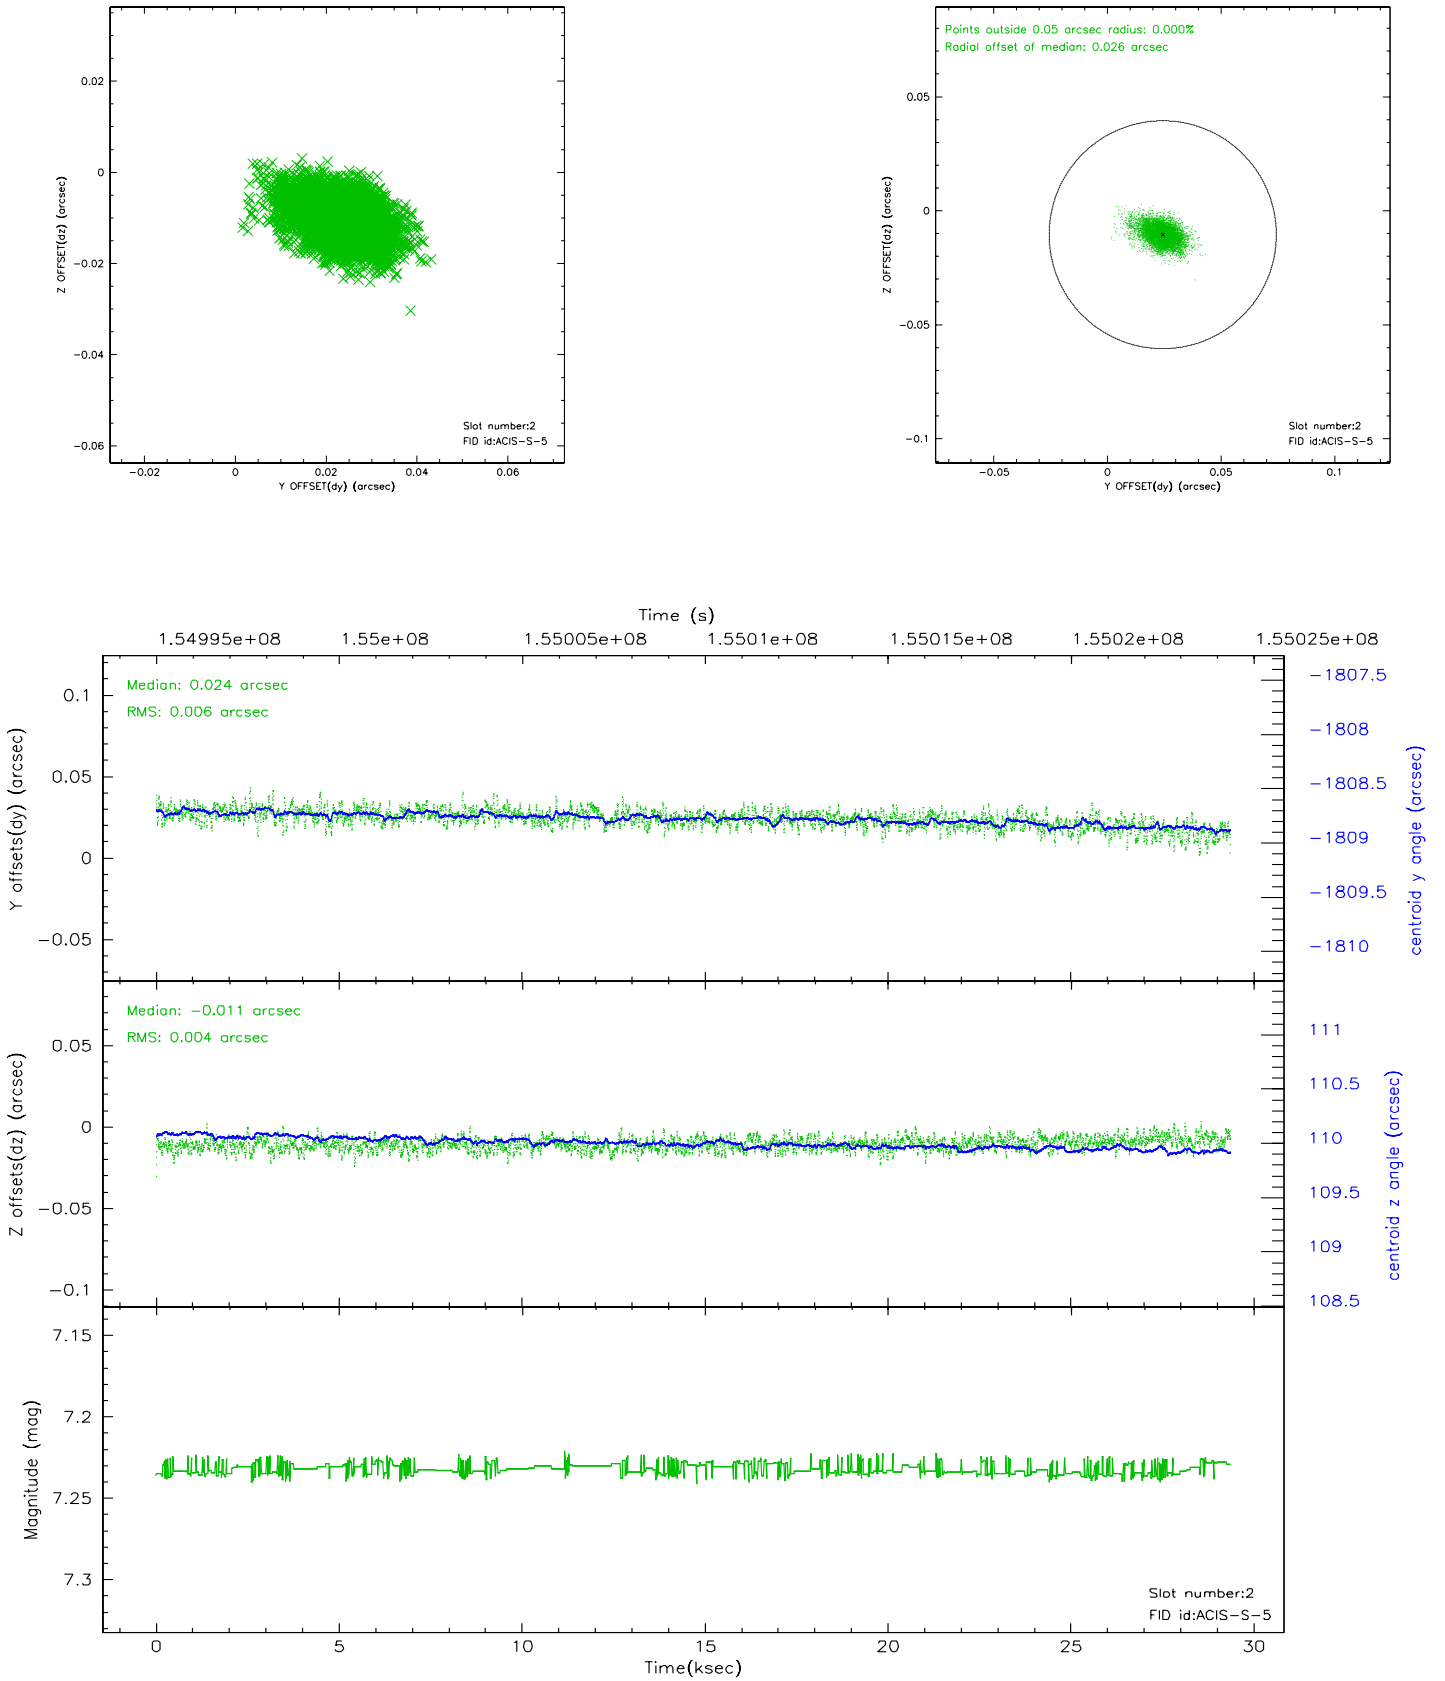 0.02
0
−0.02
−0.04
−0.06
Z OFFSET(dz) (arcsec)
Slot number:2
FID id:ACIS−S−5
−0.02 0 0.02 0.04 0.06
Y OFFSET(dy) (arcsec)
Points outside 0.05 arcsec radius: 0.000%
Radial offset of median: 0.026 arcsec
0.05
0
−0.05
−0.1
Z OFFSET(dz) (arcsec)
Slot number:2
FID id:ACIS−S−5
−0.05 0 0.05 0.1
Y OFFSET(dy) (arcsec)
Time (s)
1.54995e+08 1.55e+08 1.55005e+08 1.5501e+08 1.55015e+08 1.5502e+08 1.55025e+08
Median: 0.024 arcsec
RMS: 0.006 arcsec
0.1
0.05
0
−0.05
Y offsets(dy) (arcsec)
−1807.5
−1808
−1808.5
−1809
−1809.5
−1810
centroid y angle (arcsec)
Median: −0.011 arcsec
RMS: 0.004 arcsec
0.05
0
−0.05
−0.1
Z offsets(dz) (arcsec)
111
110.5
110
109.5
109
108.5
centroid z angle (arcsec)
7.15
7.2
7.25
7.3
Magnitude (mag)
Slot number:2
FID id:ACIS−S−5
0 5 10 15 20 25 30
Time(ksec)